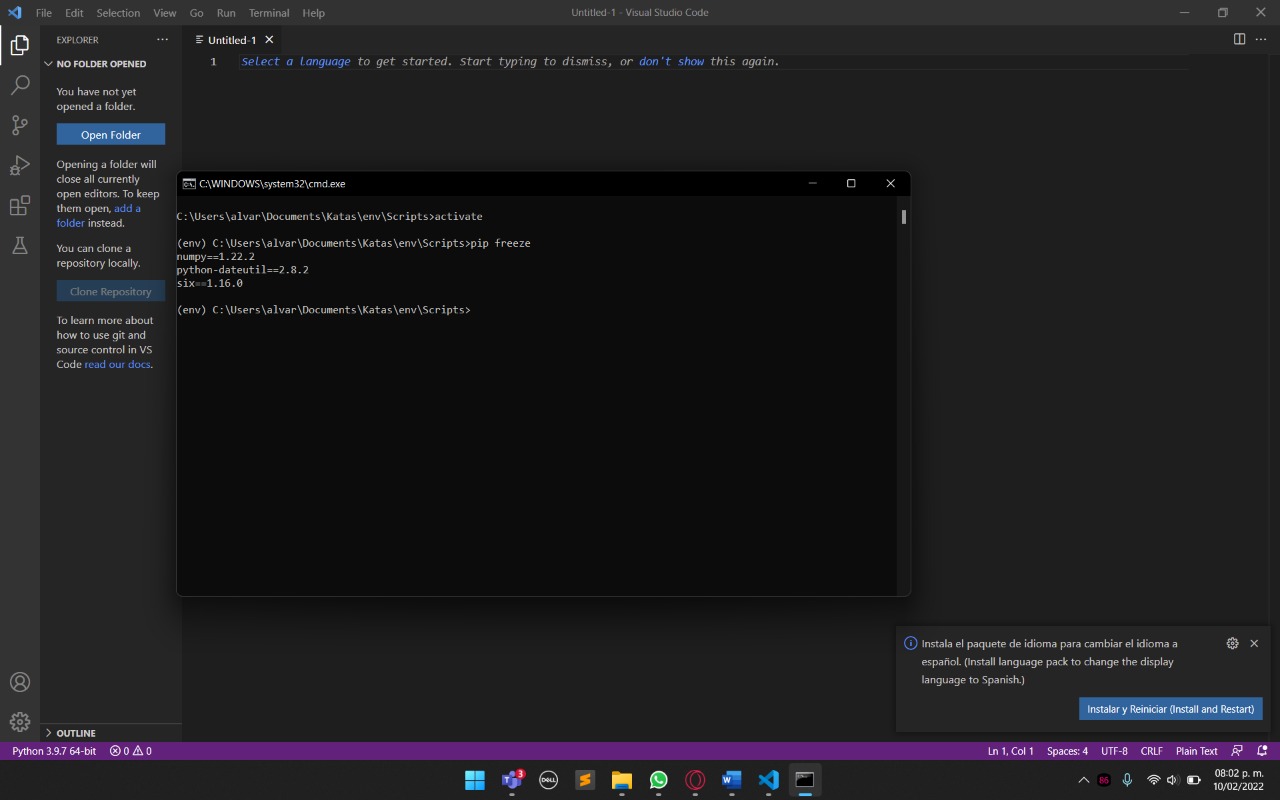 File Edit Selection View Go Run Terminal Help
Untitled-1 - Visual Studio Code
EXPLORER
NO FOLDER OPENED
You have not yet
opened a folder.
Open Folder
Opening a folder will
close all currently
open editors. To keep
them open, add a
folder instead.
You can clone a
repository locally.
Clone Repository
To learn more about
how to use git and
source control in VS
Code read our docs.
OUTLINE
Untitled-1
1 Select a language to get started. Start typing to dismiss, or don't show this again.
C:\WINDOWS\system32\cmd.exe
C:\Users\alvar\Documents\Katas\env\Scripts>activate
(env) C:\Users\alvar\Documents\Katas\env\Scripts>pip freeze
numpy==1.22.2
python-dateutil==2.8.2
six==1.16.0
(env) C:\Users\alvar\Documents\Katas\env\Scripts>
Instala el paquete de idioma para cambiar el idioma a
español. (Install language pack to change the display
language to Spanish.)
Instalar y Reiniciar (Install and Restart)
Python 3.9.7 64-bit 0 0
Ln 1, Col 1 Spaces: 4 UTF-8 CRLF Plain Text
3
DELL
08:02 p. m.
10/02/2022